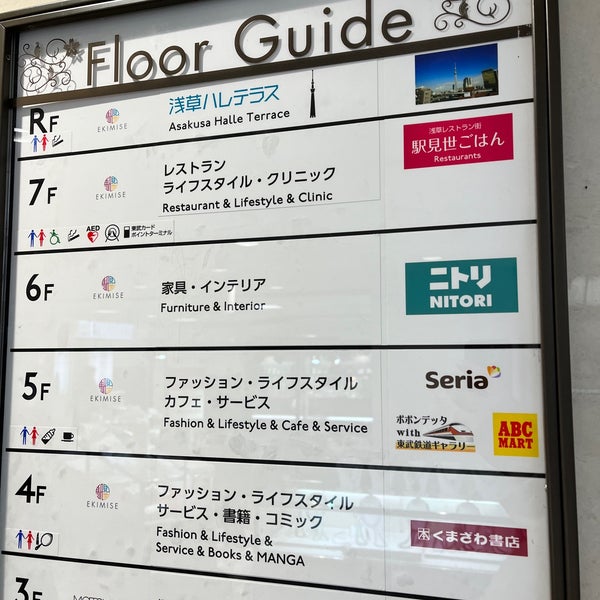 Floor Guide
RF
EKIMISE
浅草ハレテラス
Asakusa Halle Terrace
7F
EKIMISE
レストラン
ライフスタイル・クリニック
Restaurant & Lifestyle & Clinic
浅草レストラン街
駅見世ごはん
Restaurants
AED
東武カード
ポイントターミナル
6F
EKIMISE
家具・インテリア
Furniture & Interior
ニトリ
NITORI
5F
EKIMISE
ファッション・ライフスタイル
カフェ・サービス
Fashion & Lifestyle & Cafe & Service
Seria
ポポンデッタ
with
東武鉄道ギャラリー
ABC
MART
4F
EKIMISE
ファッション・ライフスタイル
サービス・書籍・コミック
Fashion & Lifestyle &
Service & Books & MANGA
くまざわ書店
3F